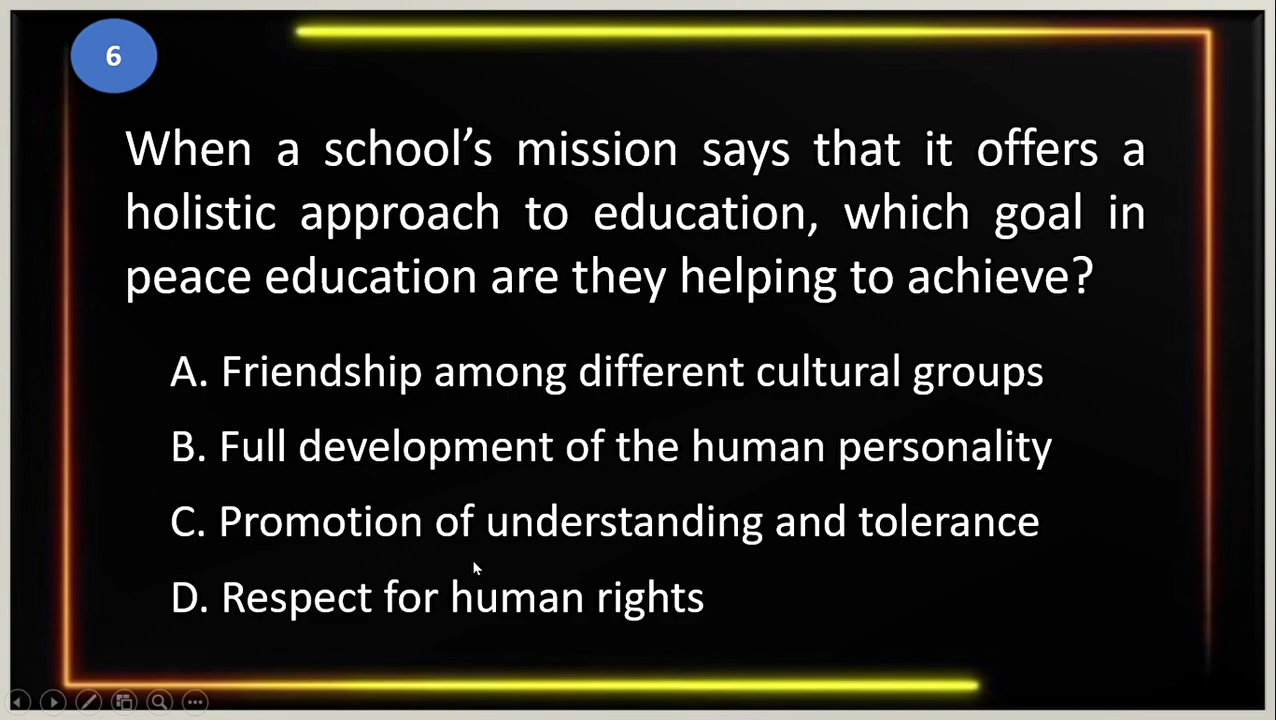 6
When a school’s mission says that it offers a
holistic approach to education, which goal in
peace education are they helping to achieve?
A. Friendship among different cultural groups
B. Full development of the human personality
C. Promotion of understanding and tolerance
D. Respect for human rights